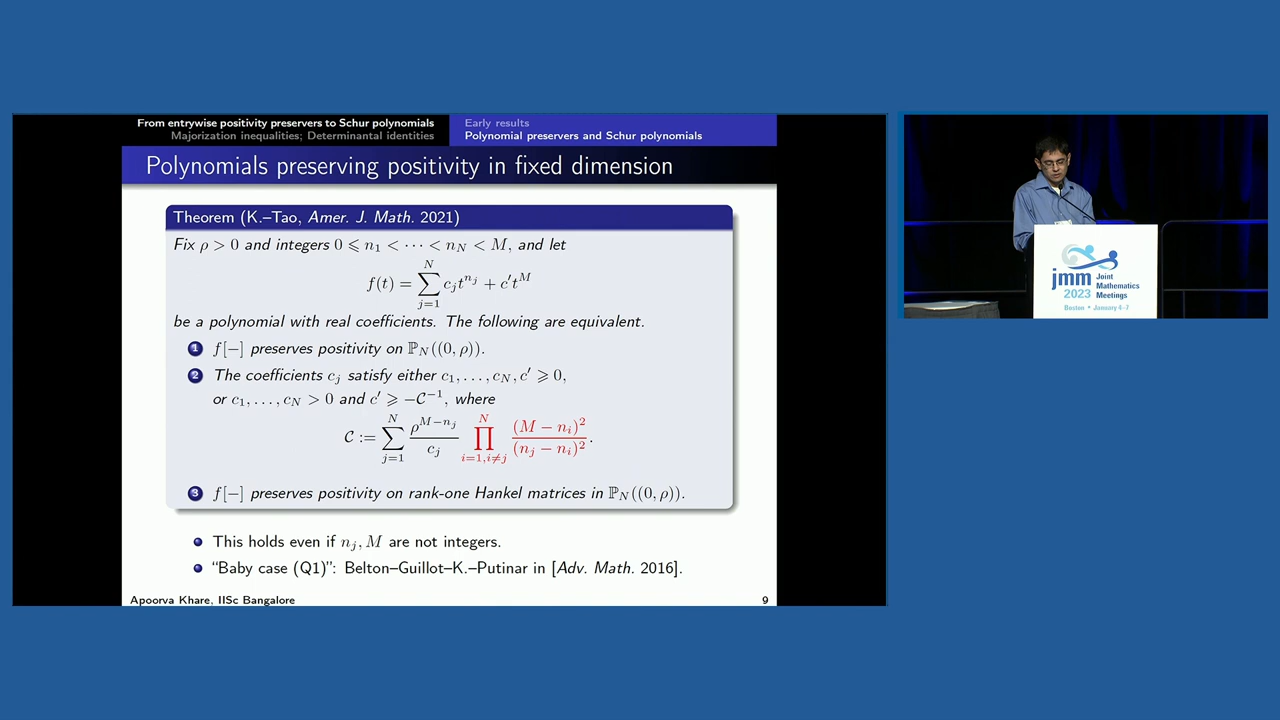 From entrywise positivity preservers to Schur polynomials
Majorization inequalities; Determinantal identities
Early results
Polynomial preservers and Schur polynomials
Polynomials preserving positivity in fixed dimension
Theorem (K.–Tao, Amer. J. Math. 2021)
Fix ρ > 0 and integers 0 ⩽ n₁ < ⋯ < n_N < M, and let
f(t) = ∑_{j=1}^{N} c_j t^{n_j} + c′t^M
be a polynomial with real coefficients. The following are equivalent.
1 f[−] preserves positivity on ℙ_N((0, ρ)).
2 The coefficients c_j satisfy either c₁, …, c_N, c′ ⩾ 0,
or c₁, …, c_N > 0 and c′ ⩾ −𝒞⁻¹, where
𝒞 := ∑_{j=1}^{N} \frac{ρ^{M−n_j}}{c_j} ∏_{i=1,i≠j}^{N} \frac{(M − n_i)²}{(n_j − n_i)²}.
3 f[−] preserves positivity on rank-one Hankel matrices in ℙ_N((0, ρ)).
This holds even if n_j, M are not integers.
“Baby case (Q1)”: Belton–Guillot–K.–Putinar in [Adv. Math. 2016].
Apoorva Khare, IISc Bangalore
9
jmm Joint
Mathematics
2023 Meetings
Boston • January 4-7